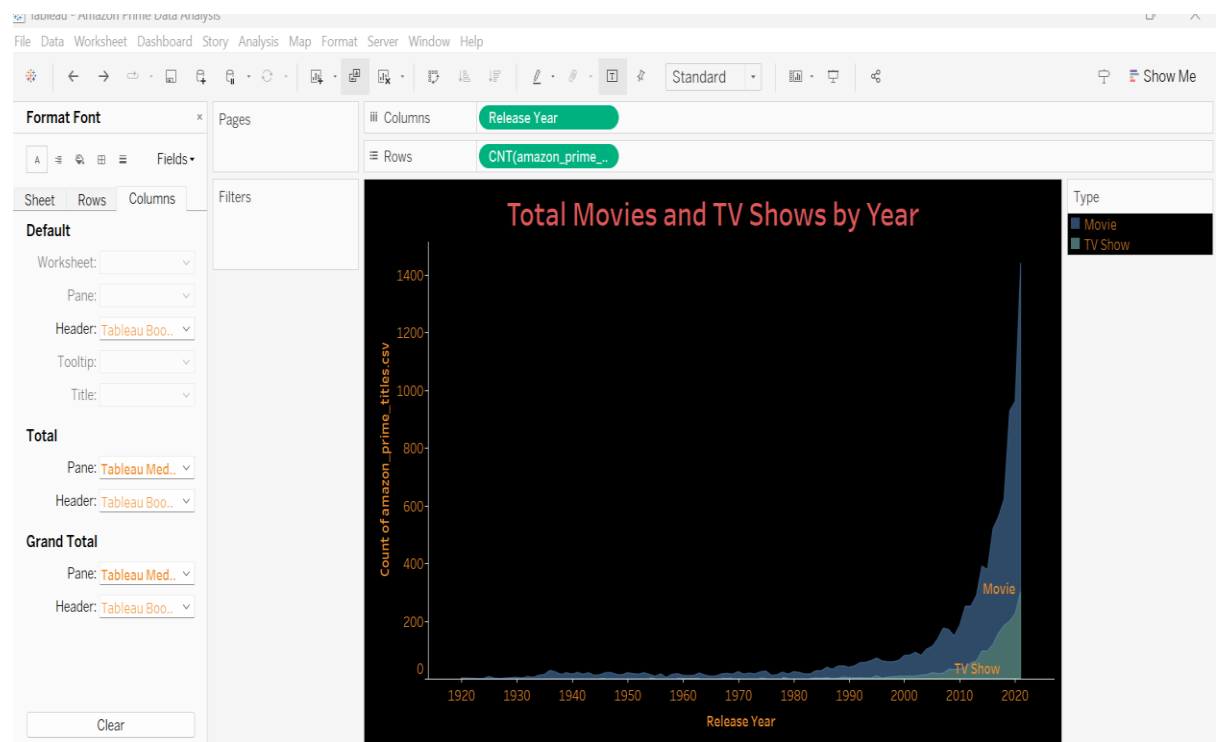 Tableau - Amazon Prime Data Analysis
File Data Worksheet Dashboard Story Analysis Map Format Server Window Help
Standard
Show Me
Format Font
Fields
Sheet Rows Columns
Default
Worksheet:
Pane:
Header: Tableau Boo..
Tooltip:
Title:
Total
Pane: Tableau Med..
Header: Tableau Boo..
Grand Total
Pane: Tableau Med..
Header: Tableau Boo..
Clear
Pages
Filters
Columns Release Year
Rows CNT(amazon_prime_..
Total Movies and TV Shows by Year
Count of amazon_prime_titles.csv
1400
1200
1000
800
600
400
200
0
Movie
TV Show
1920 1930 1940 1950 1960 1970 1980 1990 2000 2010 2020
Release Year
Type
Movie
TV Show